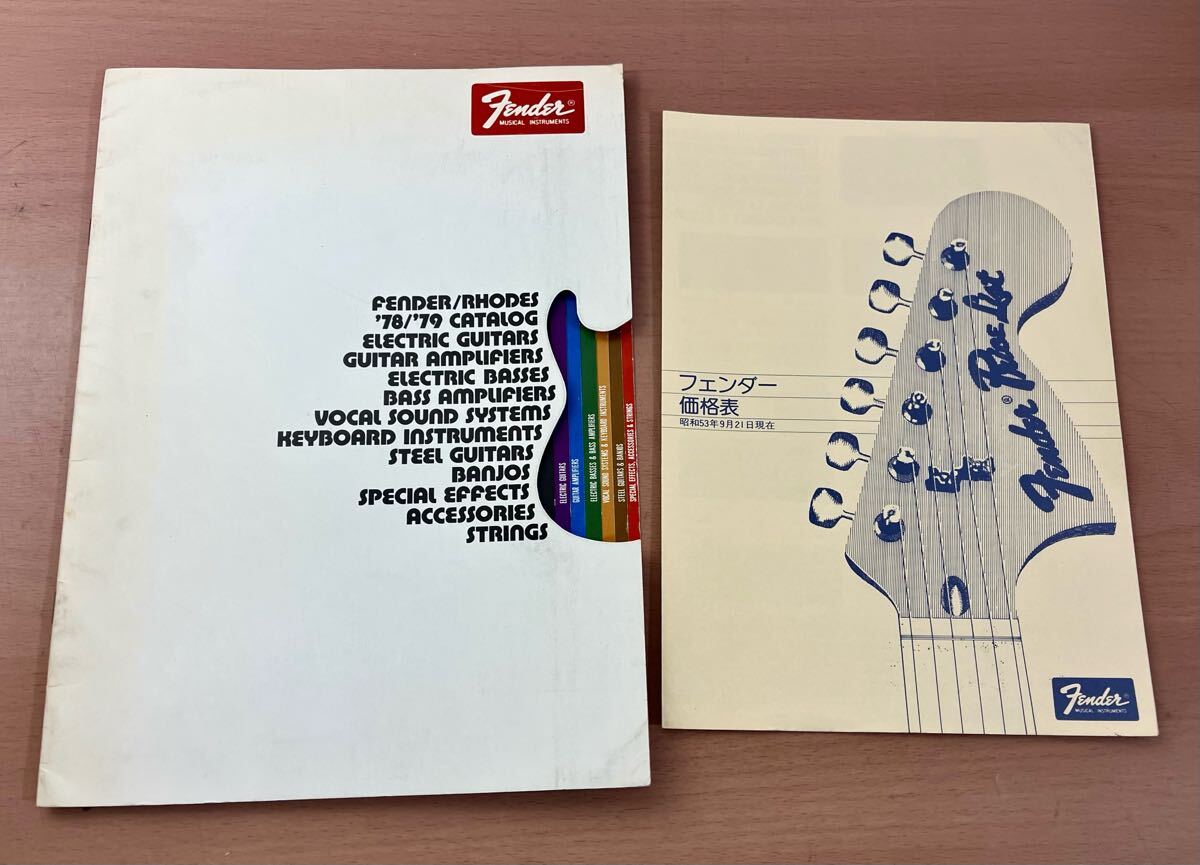 Fender®
MUSICAL INSTRUMENTS
FENDER/RHODES
'78/'79 CATALOG
ELECTRIC GUITARS
GUITAR AMPLIFIERS
ELECTRIC BASSES
BASS AMPLIFIERS
VOCAL SOUND SYSTEMS
KEYBOARD INSTRUMENTS
STEEL GUITARS
BANJOS
SPECIAL EFFECTS
ACCESSORIES
STRINGS
ELECTRIC GUITARS
GUITAR AMPLIFIERS
ELECTRIC BASSES & BASS AMPLIFIERS
VOCAL SOUND SYSTEMS & KEYBOARD INSTRUMENTS
STEEL GUITARS & BANJOS
SPECIAL EFFECTS, ACCESSORIES & STRINGS
フェンダー
価格表
昭和53年9月21日現在
Fender® Price List
Fender®
MUSICAL INSTRUMENTS